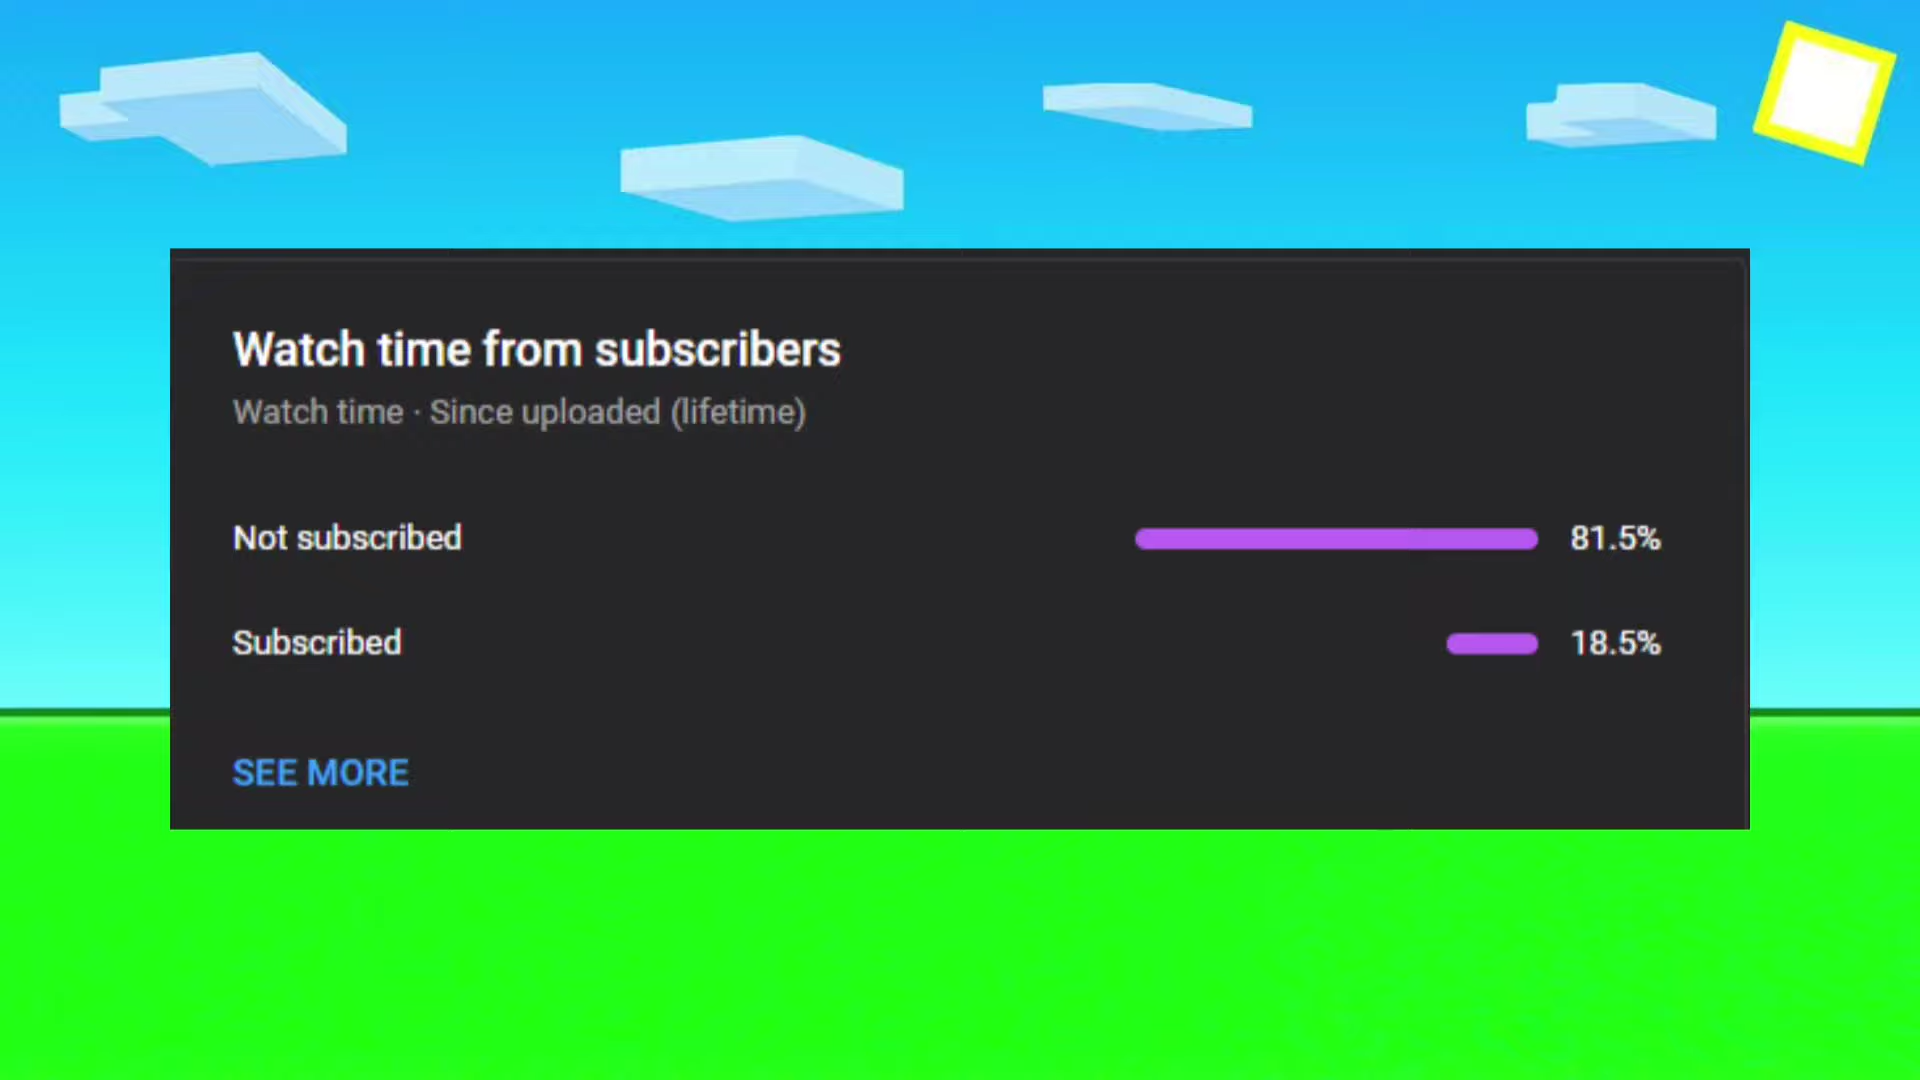 Watch time from subscribers
Watch time · Since uploaded (lifetime)
Not subscribed 81.5%
Subscribed 18.5%
SEE MORE